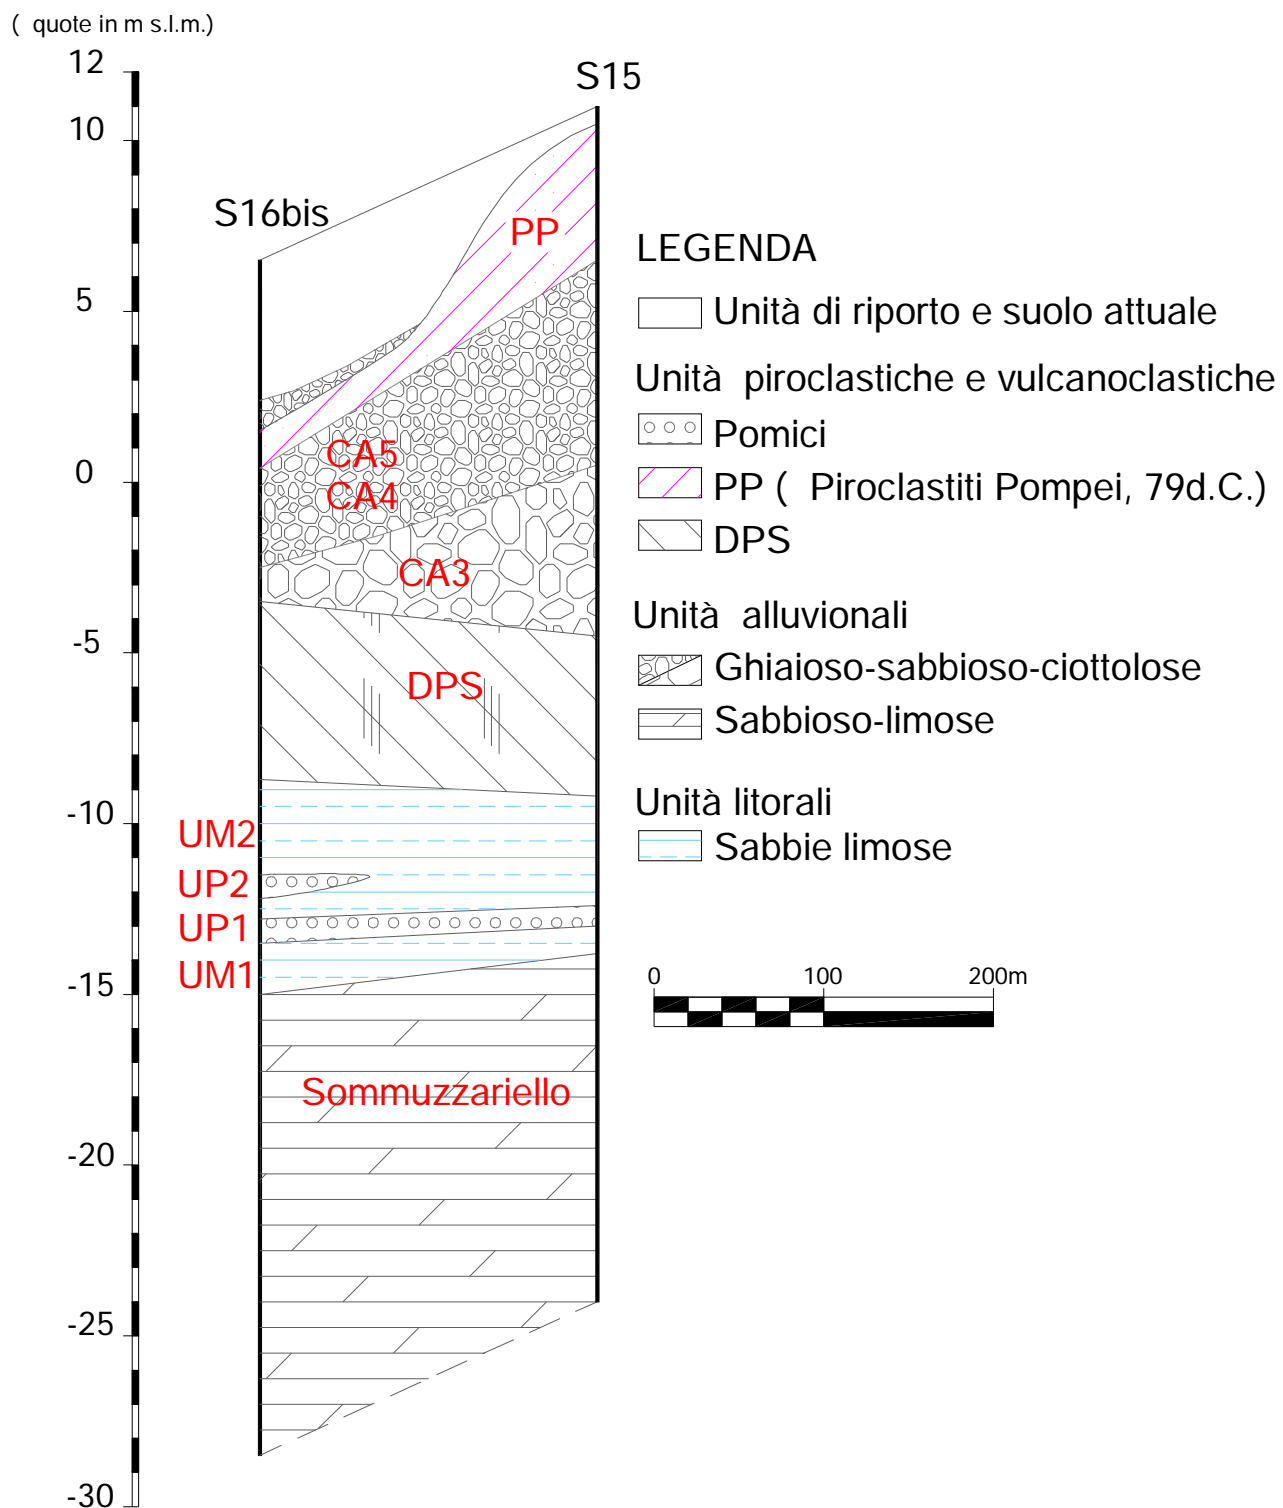 ( quote in m s.l.m.)
12
10
5
0
-5
-10
-15
-20
-25
-30
S15
S16bis
PP
CA5
CA4
CA3
DPS
UM2
UP2
UP1
UM1
Sommuzzariello
LEGENDA
Unità di riporto e suolo attuale
Unità piroclastiche e vulcanoclastiche
Pomici
PP ( Piroclastiti Pompei, 79d.C.)
DPS
Unità alluvionali
Ghiaioso-sabbioso-ciottolose
Sabbioso-limose
Unità litorali
Sabbie limose
0 100 200m